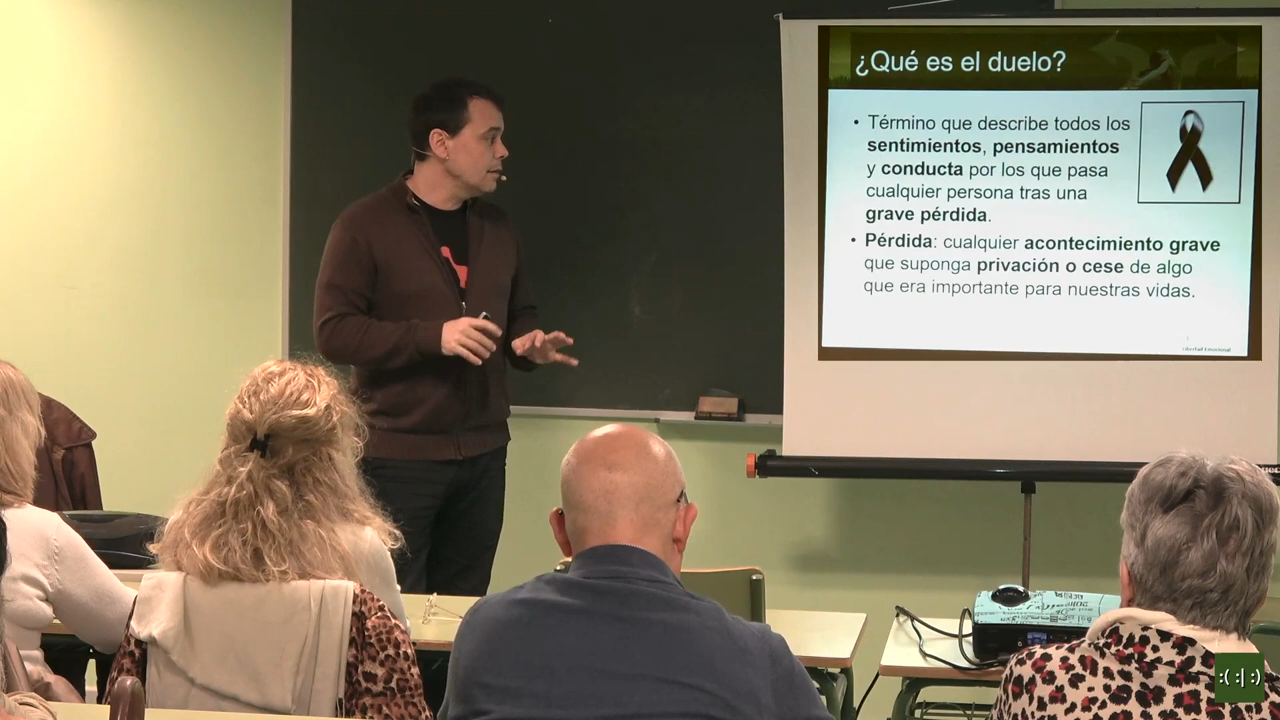 ¿Qué es el duelo?
• Término que describe todos los
sentimientos, pensamientos
y conducta por los que pasa
cualquier persona tras una
grave pérdida.
• Pérdida: cualquier acontecimiento grave
que suponga privación o cese de algo
que era importante para nuestras vidas.
Libertad Emocional
:( :| :)